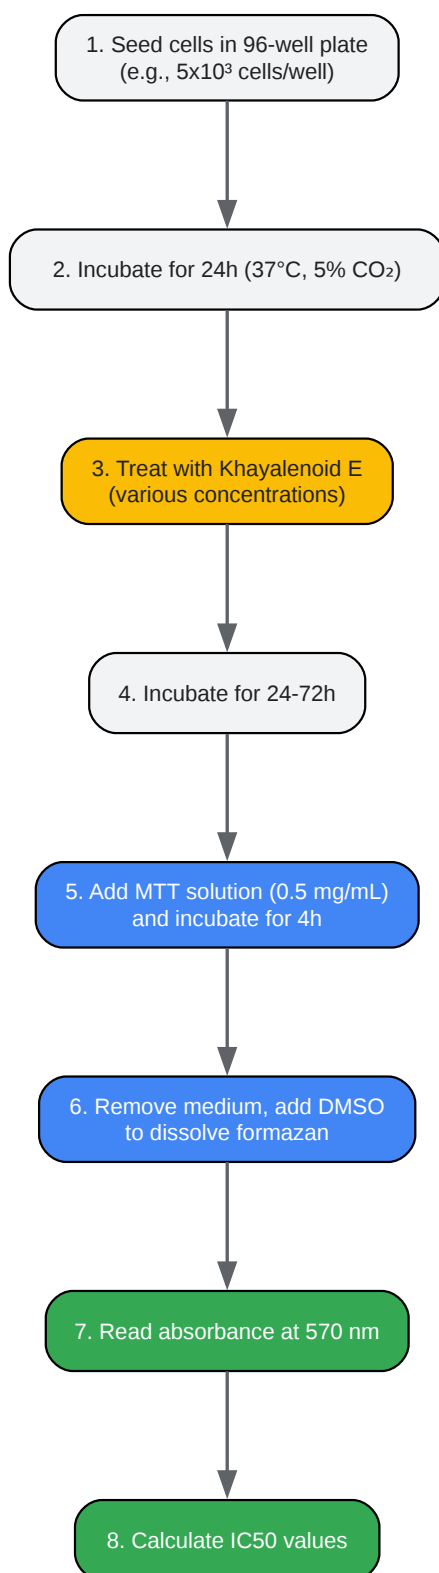 1. Seed cells in 96-well plate
(e.g., 5x10³ cells/well)
2. Incubate for 24h (37°C, 5% CO₂)
3. Treat with Khayalenoid E
(various concentrations)
4. Incubate for 24-72h
5. Add MTT solution (0.5 mg/mL)
and incubate for 4h
6. Remove medium, add DMSO
to dissolve formazan
7. Read absorbance at 570 nm
8. Calculate IC50 values